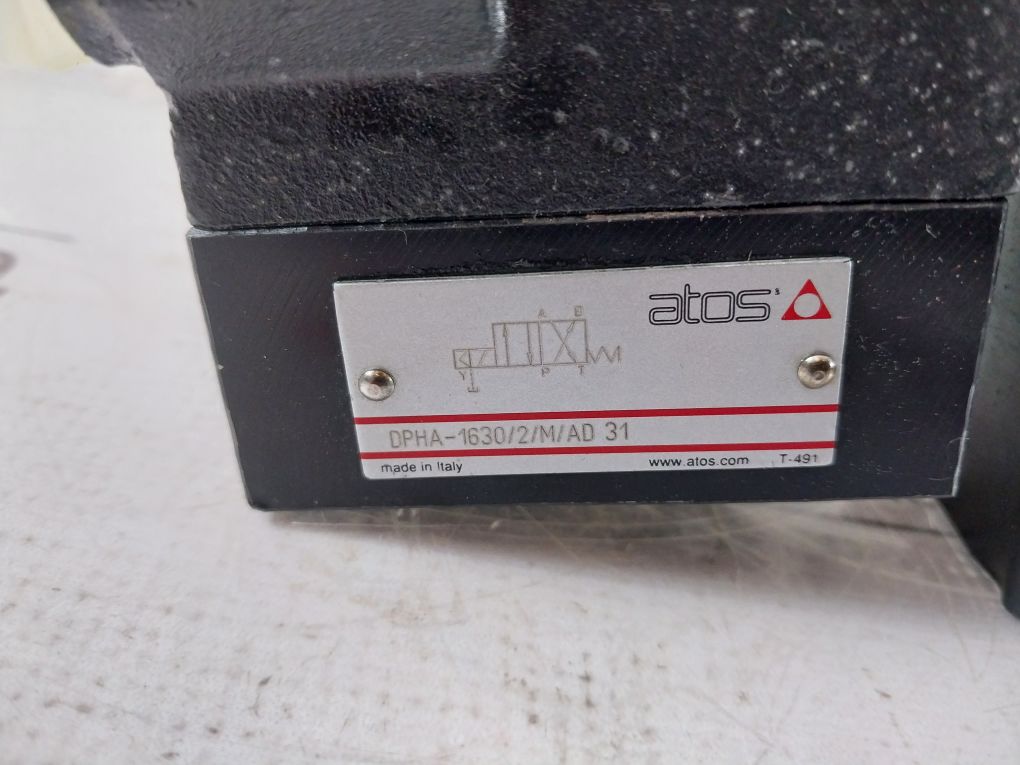 atos
A B
Y P T
DPHA-1630/2/M/AD 31
made in Italy www.atos.com T-491